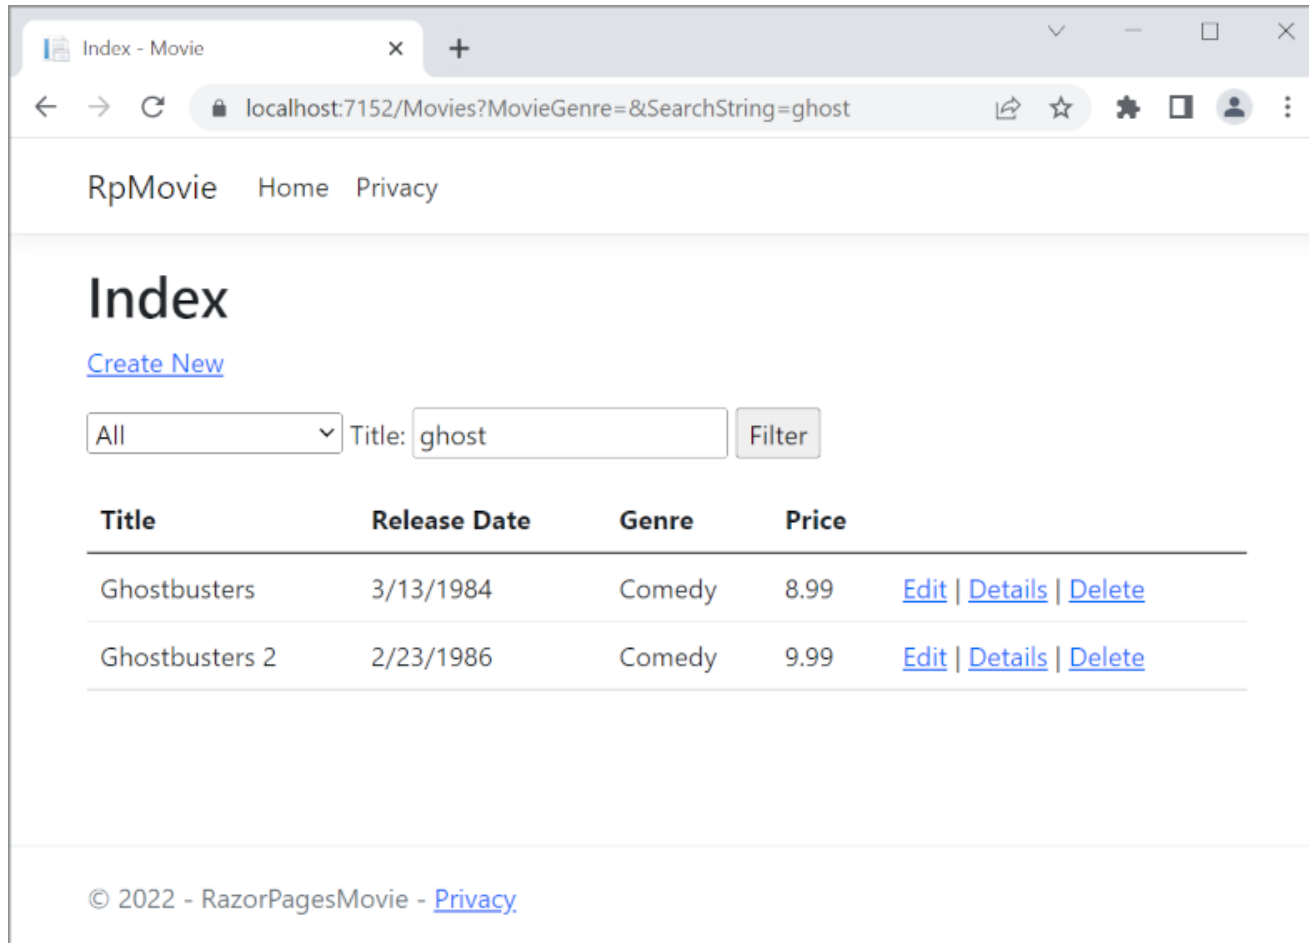 Index - Movie
localhost:7152/Movies?MovieGenre=&SearchString=ghost
RpMovie Home Privacy
Index
Create New
All Title: ghost Filter
Title Release Date Genre Price
Ghostbusters 3/13/1984 Comedy 8.99 Edit | Details | Delete
Ghostbusters 2 2/23/1986 Comedy 9.99 Edit | Details | Delete
© 2022 - RazorPagesMovie - Privacy